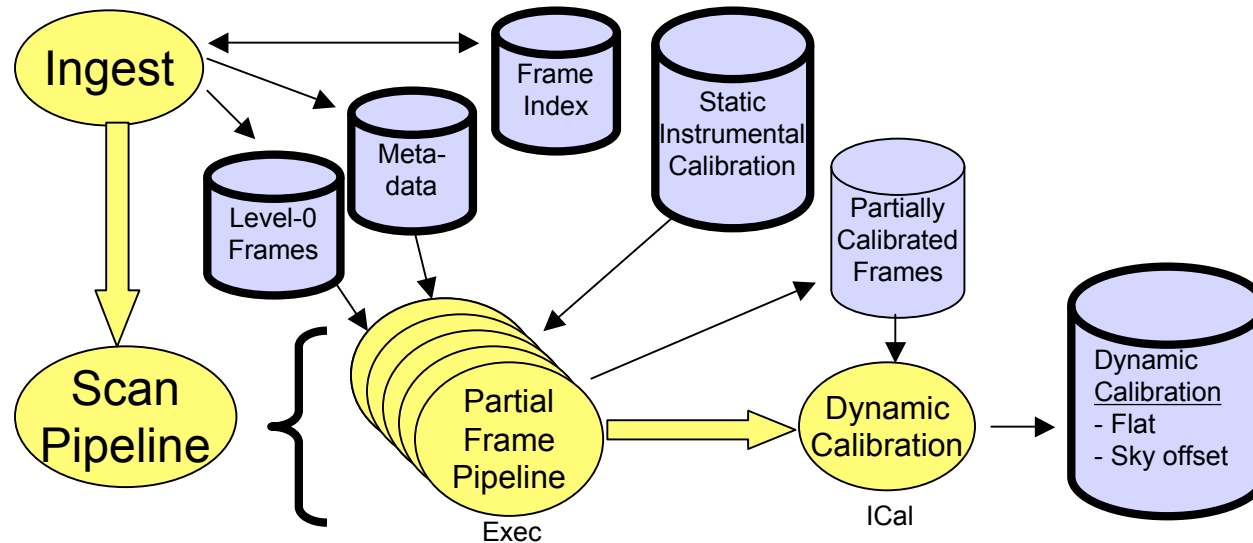 Ingest
Frame
Index
Static
Instrumental
Calibration
Meta-
data
Level-0
Frames
Partially
Calibrated
Frames
Scan
Pipeline
Partial
Frame
Pipeline
Exec
Dynamic
Calibration
ICal
Dynamic
Calibration
- Flat
- Sky offset